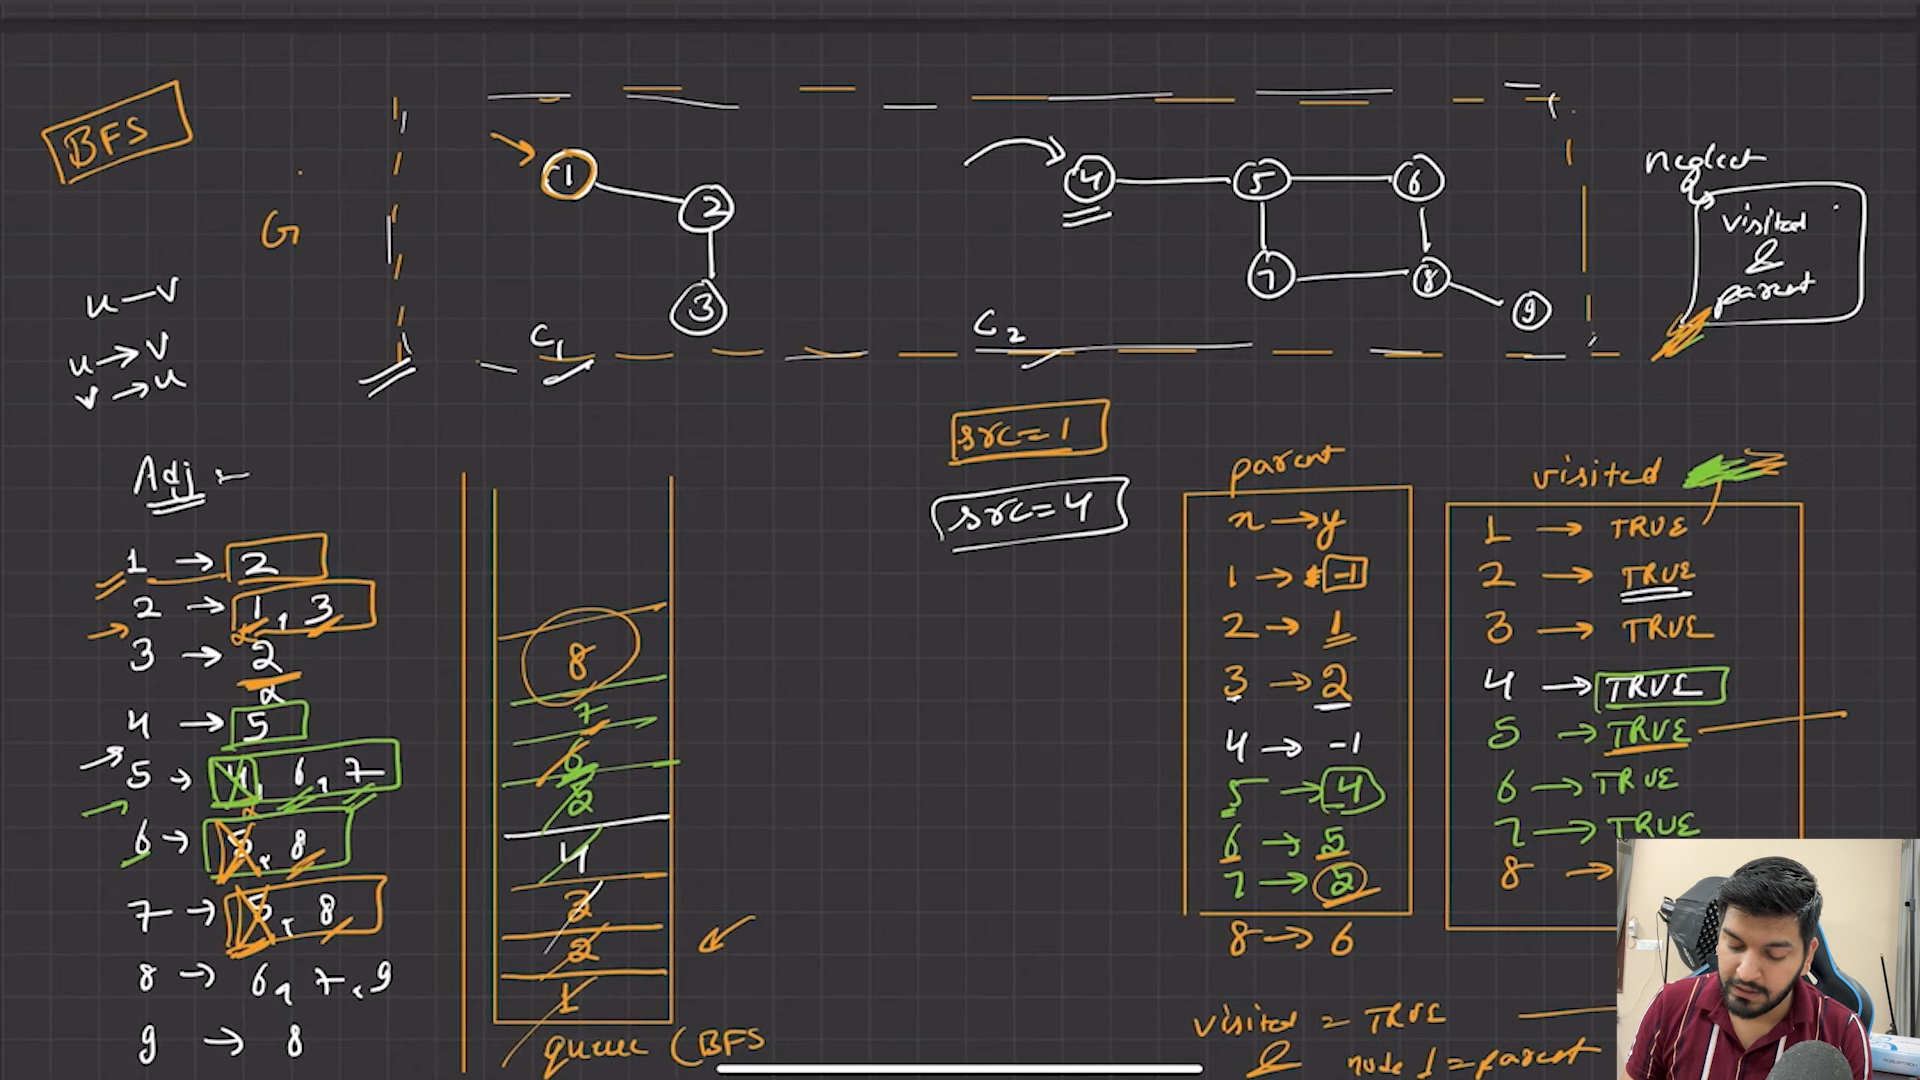 BFS
G
1
2
3
4
5
6
7
8
9
C1
C2
neglect
visited
&
parent
u—v
u→v
v→u
Adj :-
1 → 2
2 → 1, 3
3 → 2
4 → 5
5 → 4, 6, 7
6 → 5, 8
7 → 5, 8
8 → 6, 7, 9
9 → 8
8
7
6
5
4
3
2
1
queue (BFS
src=1
src=4
parent
x → y
1 → -1
2 → 1
3 → 2
4 → -1
5 → 4
6 → 5
7 → 5
8 → 6
visited
1 → TRUE
2 → TRUE
3 → TRUE
4 → TRUE
5 → TRUE
6 → TRUE
7 → TRUE
8 →
visited = TRUE
& node 1 = parent